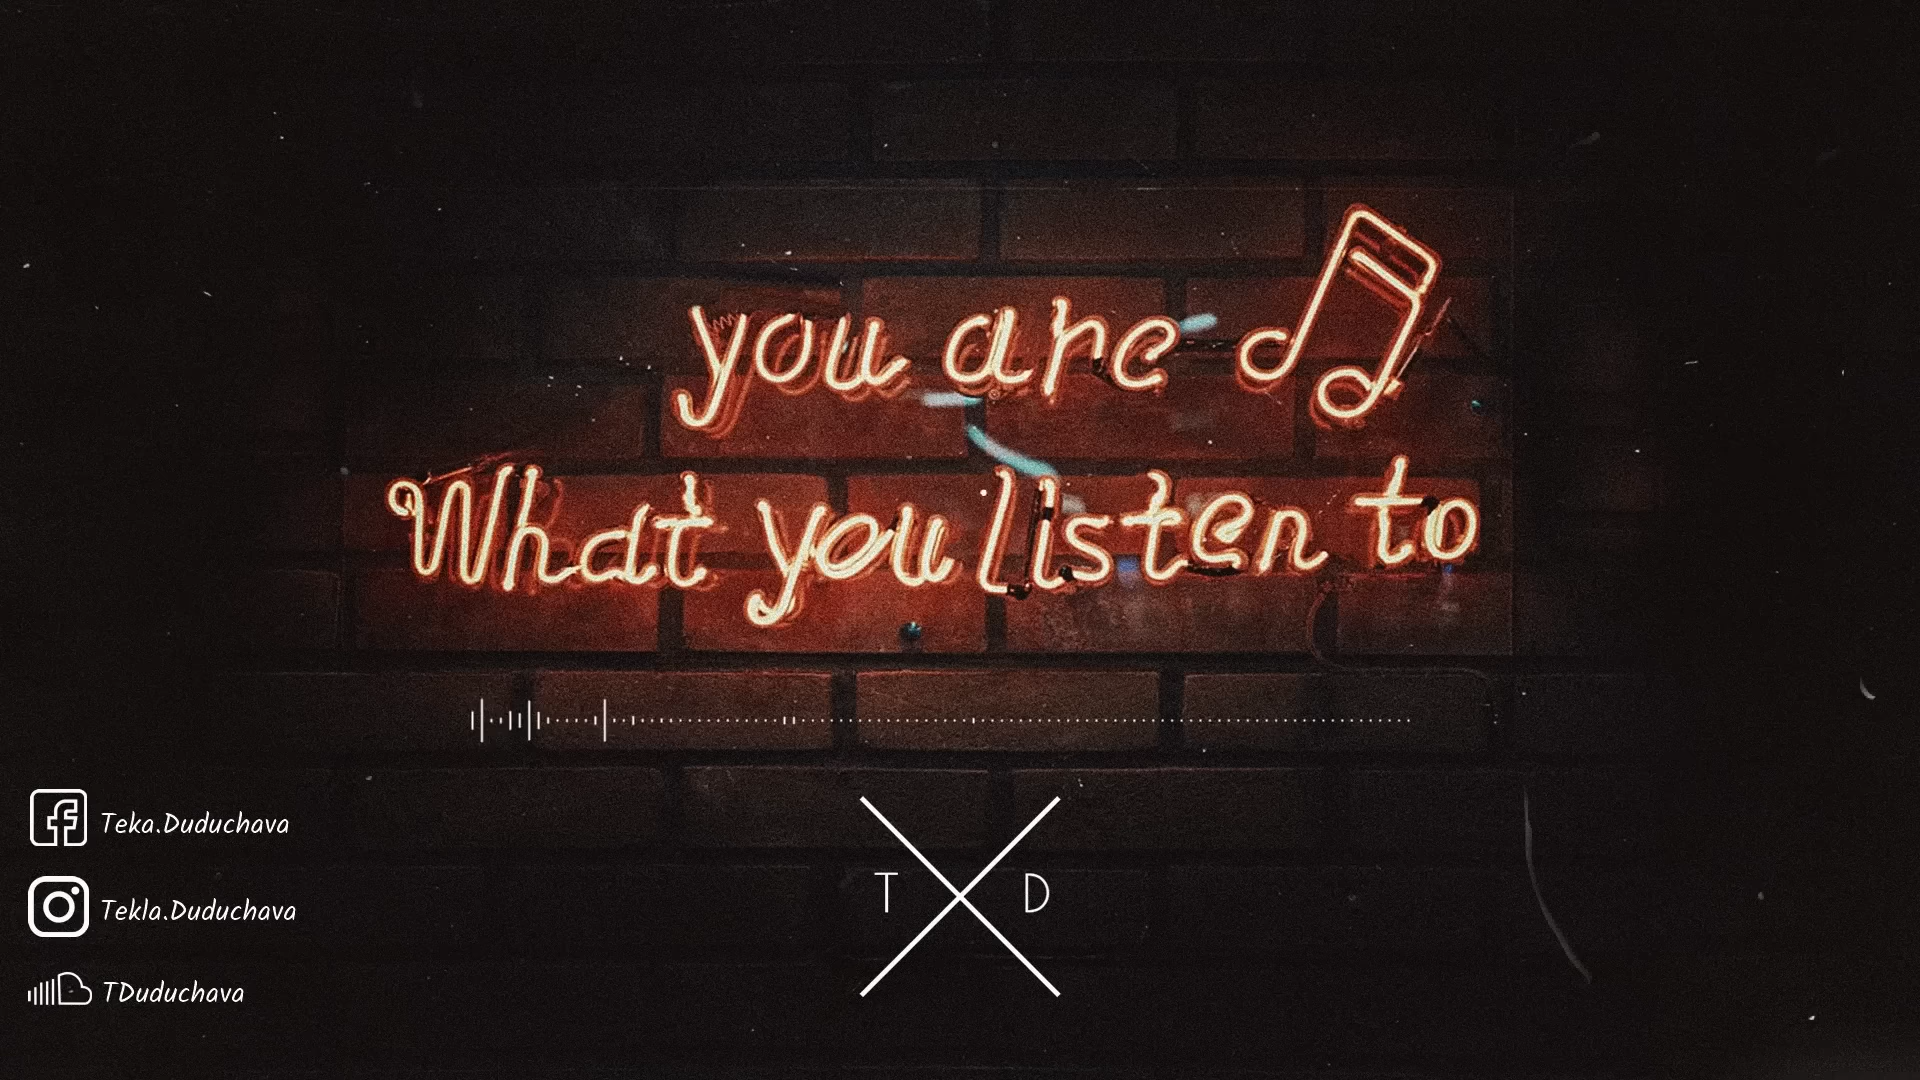 you are
What you listen to
Teka.Duduchava
T D
Tekla.Duduchava
TDuduchava